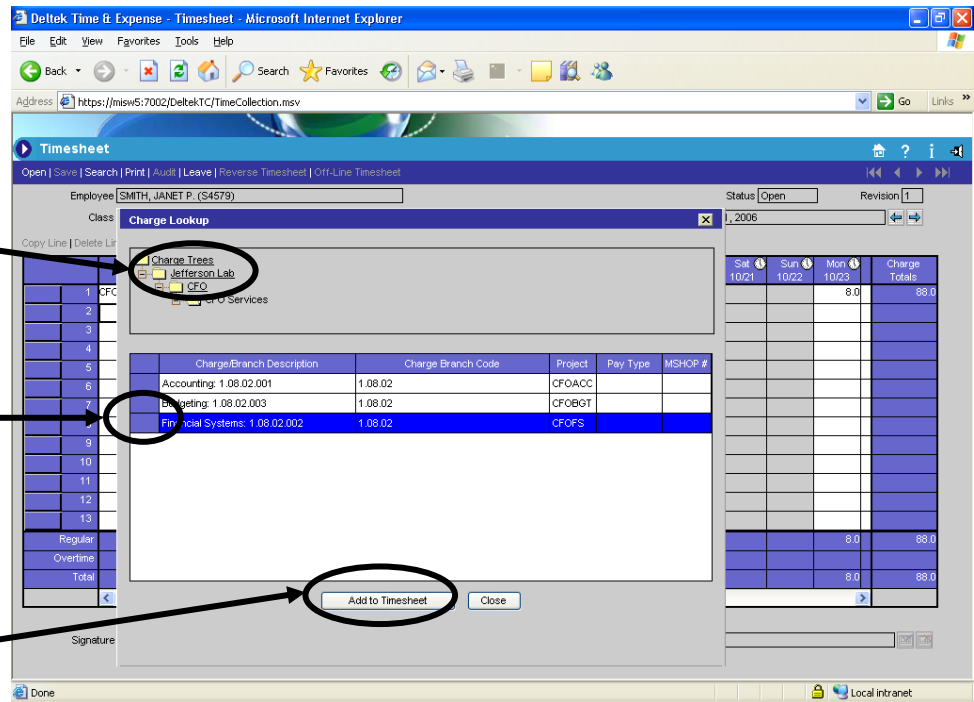 Deltek Time & Expense - Timesheet - Microsoft Internet Explorer
File Edit View Favorites Tools Help
Back Search Favorites
Address https://misw5:7002/DeltekTC/TimeCollection.msv Go Links »
Timesheet ? i
Open | Save | Search | Print | Audit | Leave | Reverse Timesheet | Off-Line Timesheet
Employee SMITH, JANET P. (S4579) Status Open Revision 1
Class , 2006
Charge Lookup
Copy Line | Delete Lin
Charge Trees
Jefferson Lab
CFO
CFO Services
Sat 10/21 Sun 10/22 Mon 10/23 Charge Totals
1 CFO 8.0 88.0
2
3
4
5
6
7
8
9
10
11
12
13
Charge/Branch Description Charge Branch Code Project Pay Type MSHOP #
Accounting: 1.08.02.001 1.08.02 CFOACC
Budgeting: 1.08.02.003 1.08.02 CFOBGT
Financial Systems: 1.08.02.002 1.08.02 CFOFS
Regular 8.0 88.0
Overtime
Total 8.0 88.0
Add to Timesheet Close
Signature
Done Local intranet